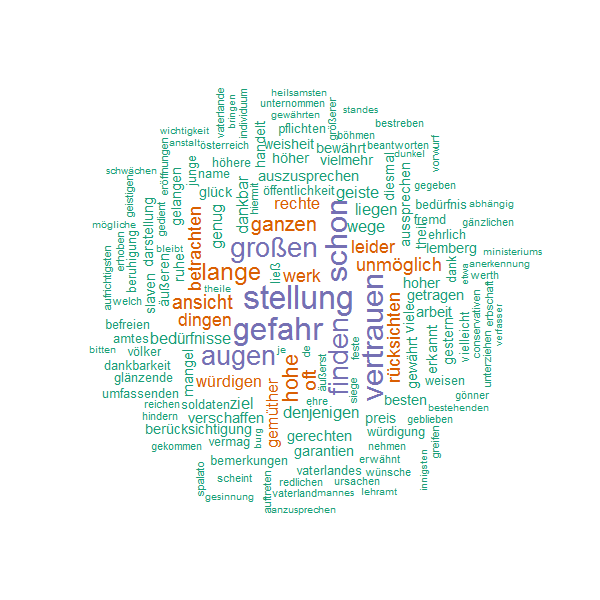 heilsamsten
unternommen
gewährten
standes
vaterlande
bringen
individuum
größerer
pflichten
bestreben
wichtigkeit
anstalt
österreich
handelt
weisheit
bewährt
böhmen
beantworten
dunkel
vorwurf
schwächen
geistigen
gedient
eröffnungen
junge
höhere
name
höher
vielmehr
auszusprechen
diesmal
aussprechen
gegeben
gelangen
glück
dankbar
hiermit
öffentlichkeit
geiste
liegen
bedürfnis
abhängig
mögliche
darstellung
genug
rechte
fremd
theil
gänzlichen
aufrichtigsten
erhoben
beruhigung
bleibt
äußeren
ruhe
betrachten
großen
ganzen
schon
wege
leider
ehrlich
lemberg
ministeriums
slaven
lange
ließ
werk
unmöglich
dank
etwa
anerkennung
werth
welch
theile
ansicht
stellung
vertrauen
rücksichten
hoher
getragen
conservativen
erbschaft
verfasser
befreien
amtes
dingen
gefahr
finden
gewährt
viele
arbeit
erkannt
gestern
vielleicht
unterziehen
bitten
völker
bedürfnisse
augen
je
de
feste
dankbarkeit
glänzende
mangel
würdigen
hohe
oft
äußerst
siege
weisen
umfassenden
gemüther
ehre
besten
gönner
reichen
soldaten
ziel
denjenigen
bestehenden
hindern
verschaffen
preis
geblieben
berücksichtigung
gerechten
würdigung
greifen
gekommen
vermag
burg
garantien
nehmen
spalato
bemerkungen
erwähnt
scheint
vaterlandes
wünsche
innigsten
auftreten
redlichen
ursachen
gesinnung
vaterland
mannes
lehramt
anzusprechen